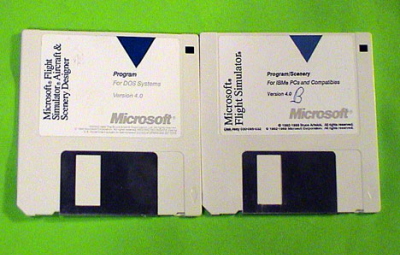 Microsoft® Flight
Simulator® Aircraft &
Scenery Designer
Program
For DOS Systems
Version 4.0
Microsoft®
Microsoft®
Flight Simulator®
Program/Scenery
For IBM® PCs and Compatibles
Version 4.0 B
Microsoft®